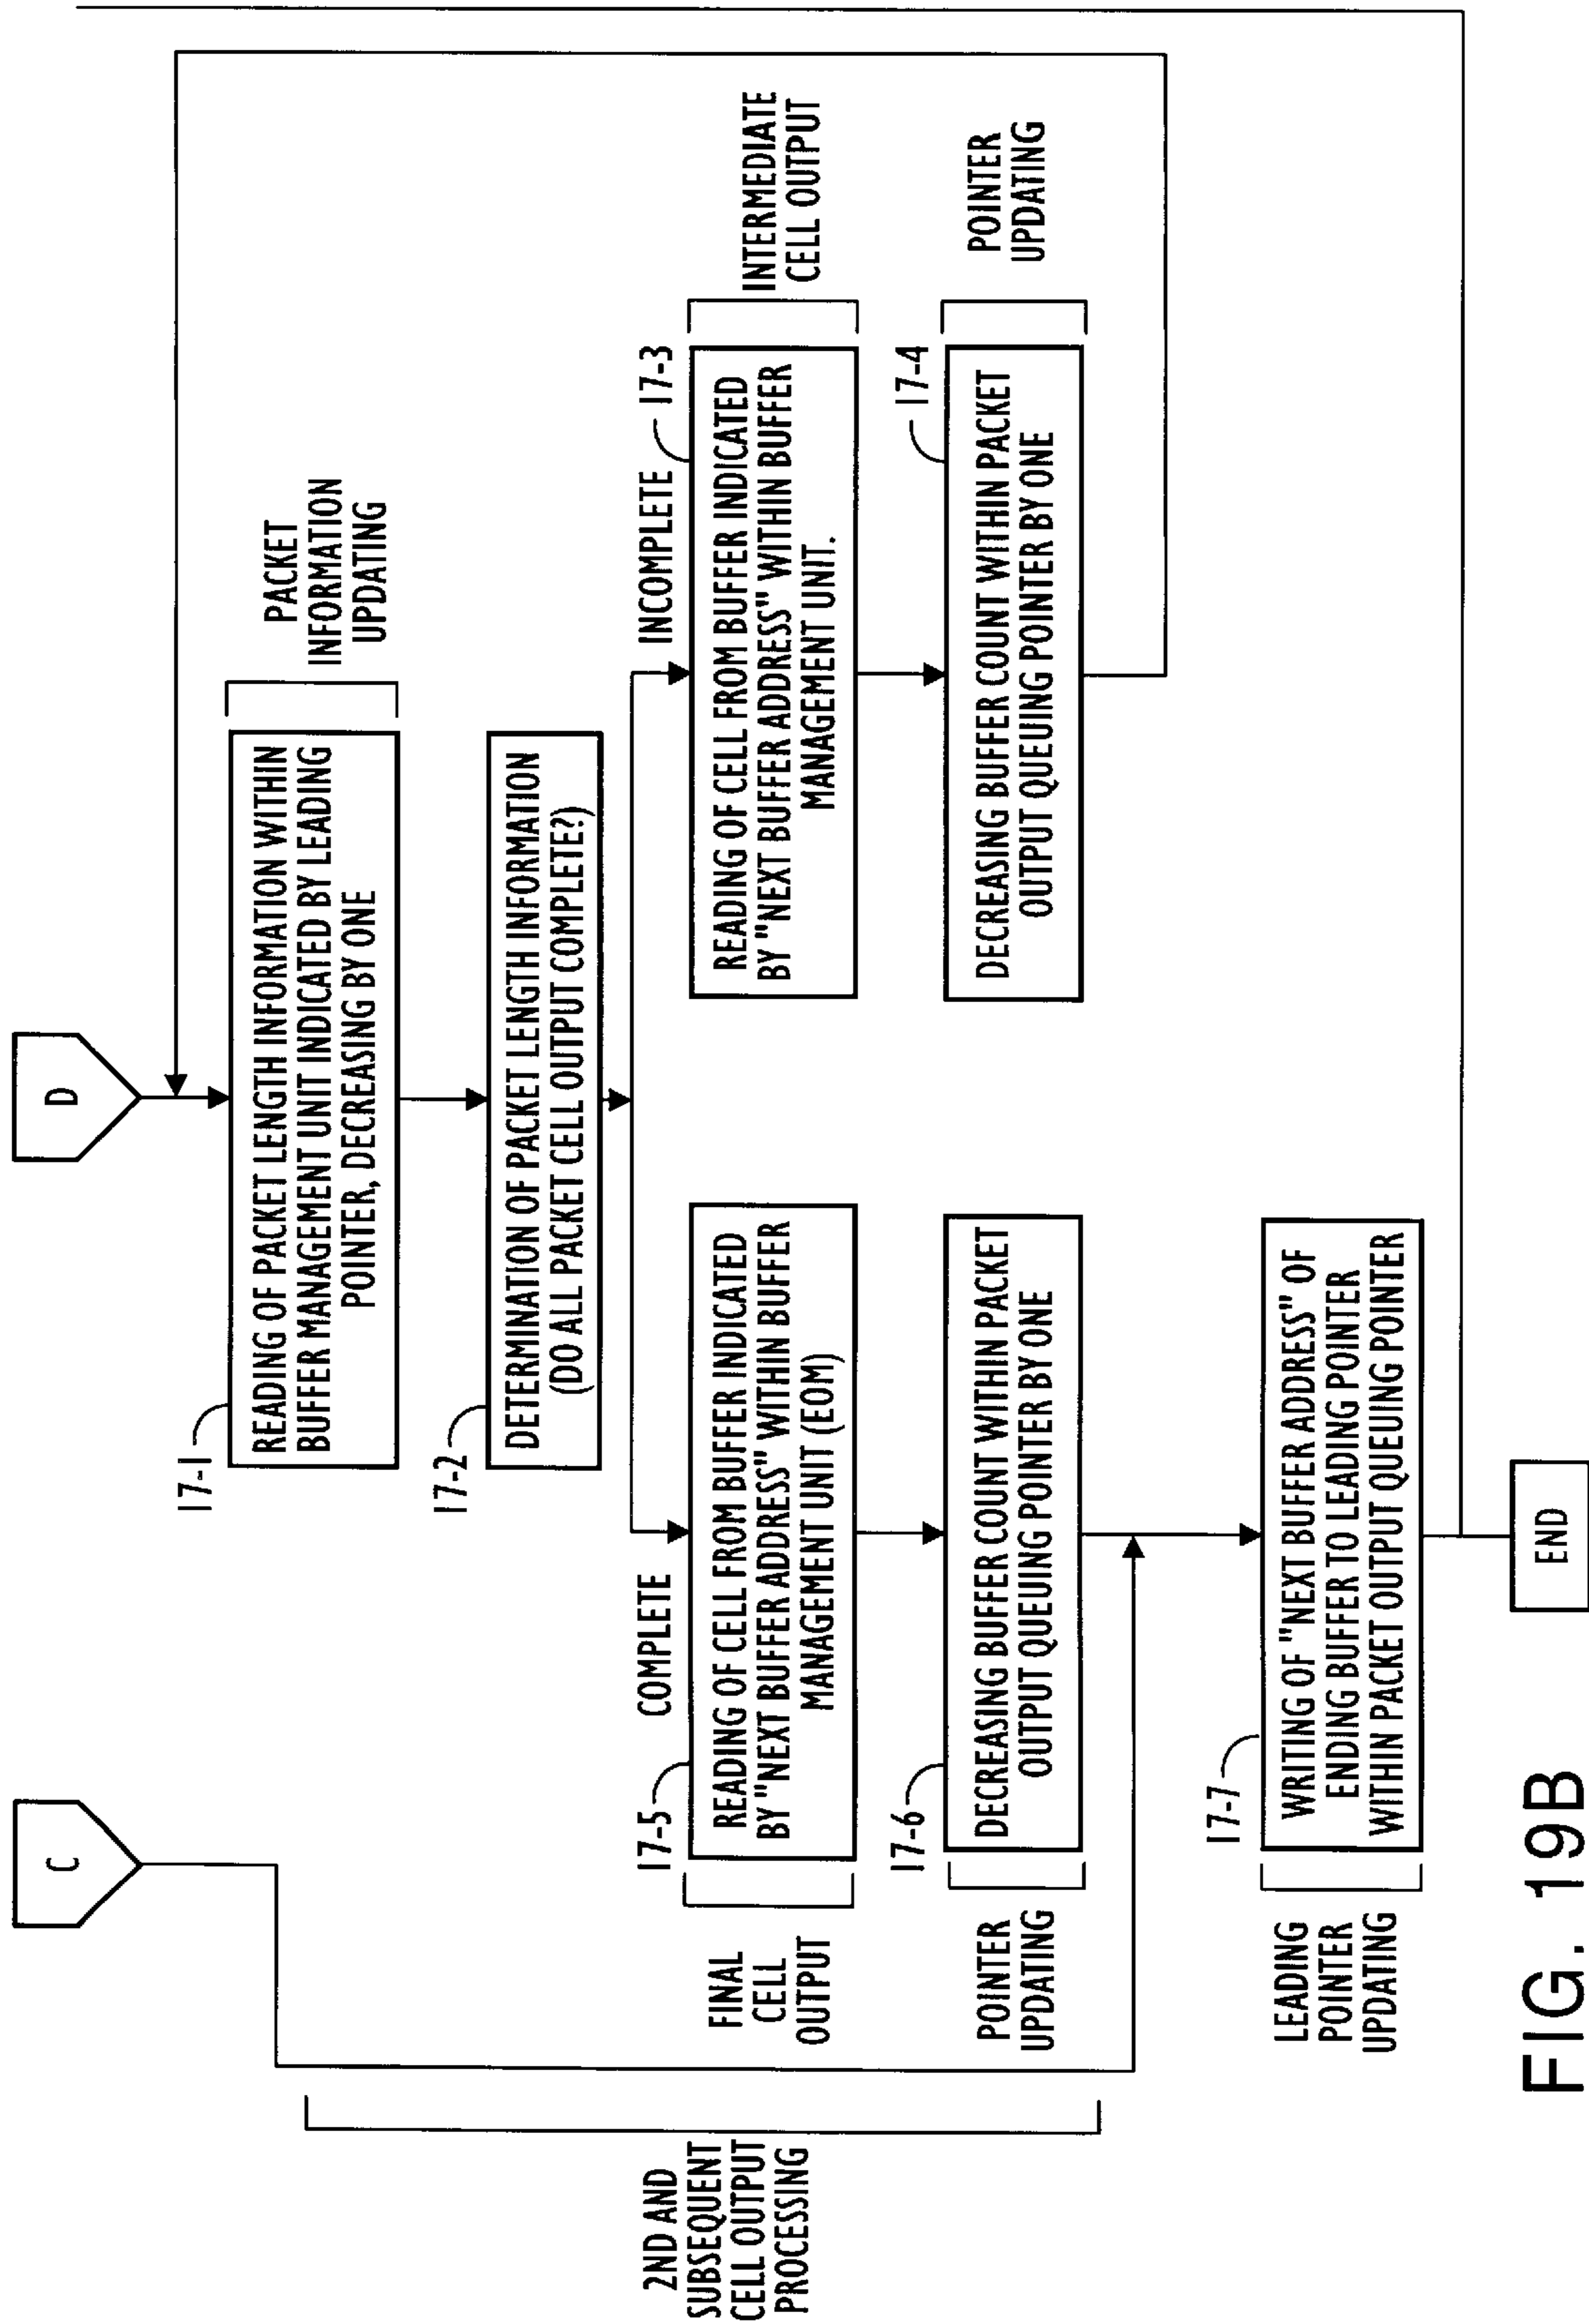 C
D
17-1
READING OF PACKET LENGTH INFORMATION WITHIN
BUFFER MANAGEMENT UNIT INDICATED BY LEADING
POINTER, DECREASING BY ONE
PACKET
INFORMATION
UPDATING
17-2
DETERMINATION OF PACKET LENGTH INFORMATION
(DO ALL PACKET CELL OUTPUT COMPLETE?)
COMPLETE
INCOMPLETE
2ND AND
SUBSEQUENT
CELL OUTPUT
PROCESSING
FINAL
CELL
OUTPUT
17-5
READING OF CELL FROM BUFFER INDICATED
BY "NEXT BUFFER ADDRESS" WITHIN BUFFER
MANAGEMENT UNIT (EOM)
17-3
READING OF CELL FROM BUFFER INDICATED
BY "NEXT BUFFER ADDRESS" WITHIN BUFFER
MANAGEMENT UNIT.
INTERMEDIATE
CELL OUTPUT
POINTER
UPDATING
17-6
DECREASING BUFFER COUNT WITHIN PACKET
OUTPUT QUEUING POINTER BY ONE
17-4
DECREASING BUFFER COUNT WITHIN PACKET
OUTPUT QUEUING POINTER BY ONE
POINTER
UPDATING
LEADING
POINTER
UPDATING
17-7
WRITING OF "NEXT BUFFER ADDRESS" OF
ENDING BUFFER TO LEADING POINTER
WITHIN PACKET OUTPUT QUEUING POINTER
END
FIG. 19B